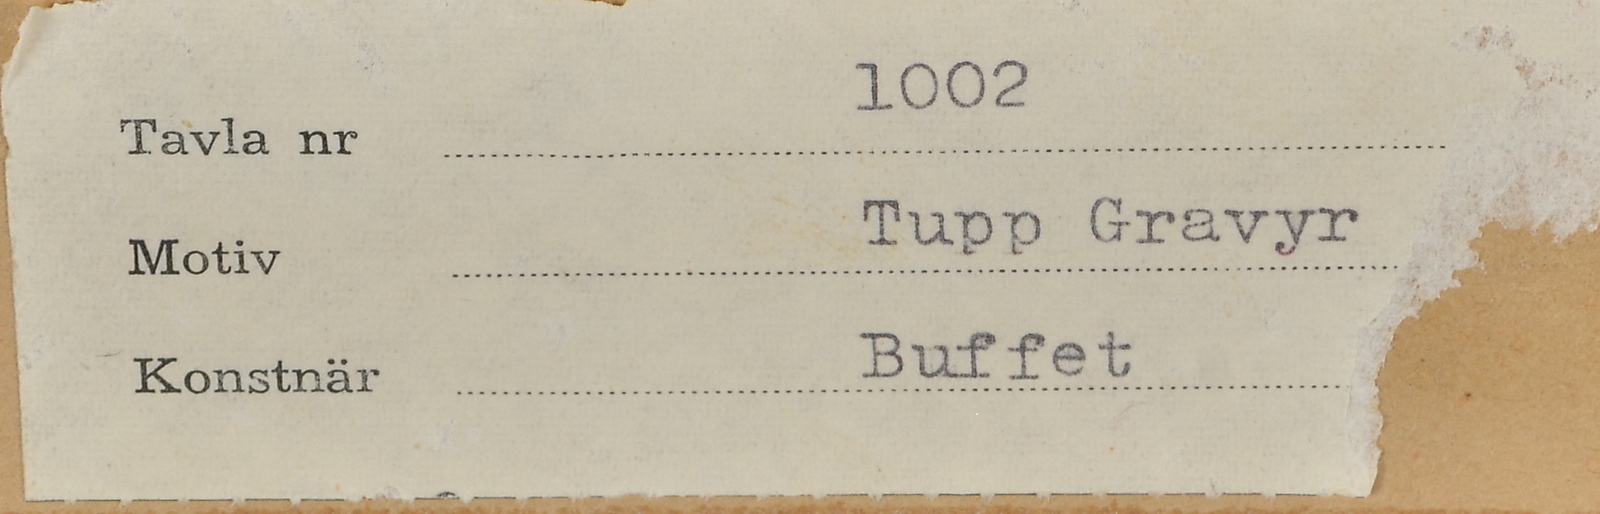 Tavla nr 1002
Motiv Tupp Gravyr
Konstnär Buffet